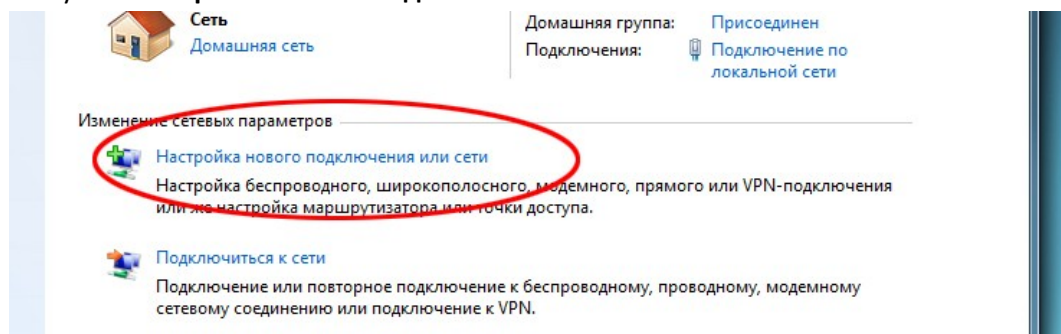 Сеть
Домашняя группа: Присоединен
Домашняя сеть
Подключения: Подключение по
локальной сети
Изменение сетевых параметров
Настройка нового подключения или сети
Настройка беспроводного, широкополосного, модемного, прямого или VPN-подключения
или же настройка маршрутизатора или точки доступа.
Подключиться к сети
Подключение или повторное подключение к беспроводному, проводному, модемному
сетевому соединению или подключение к VPN.